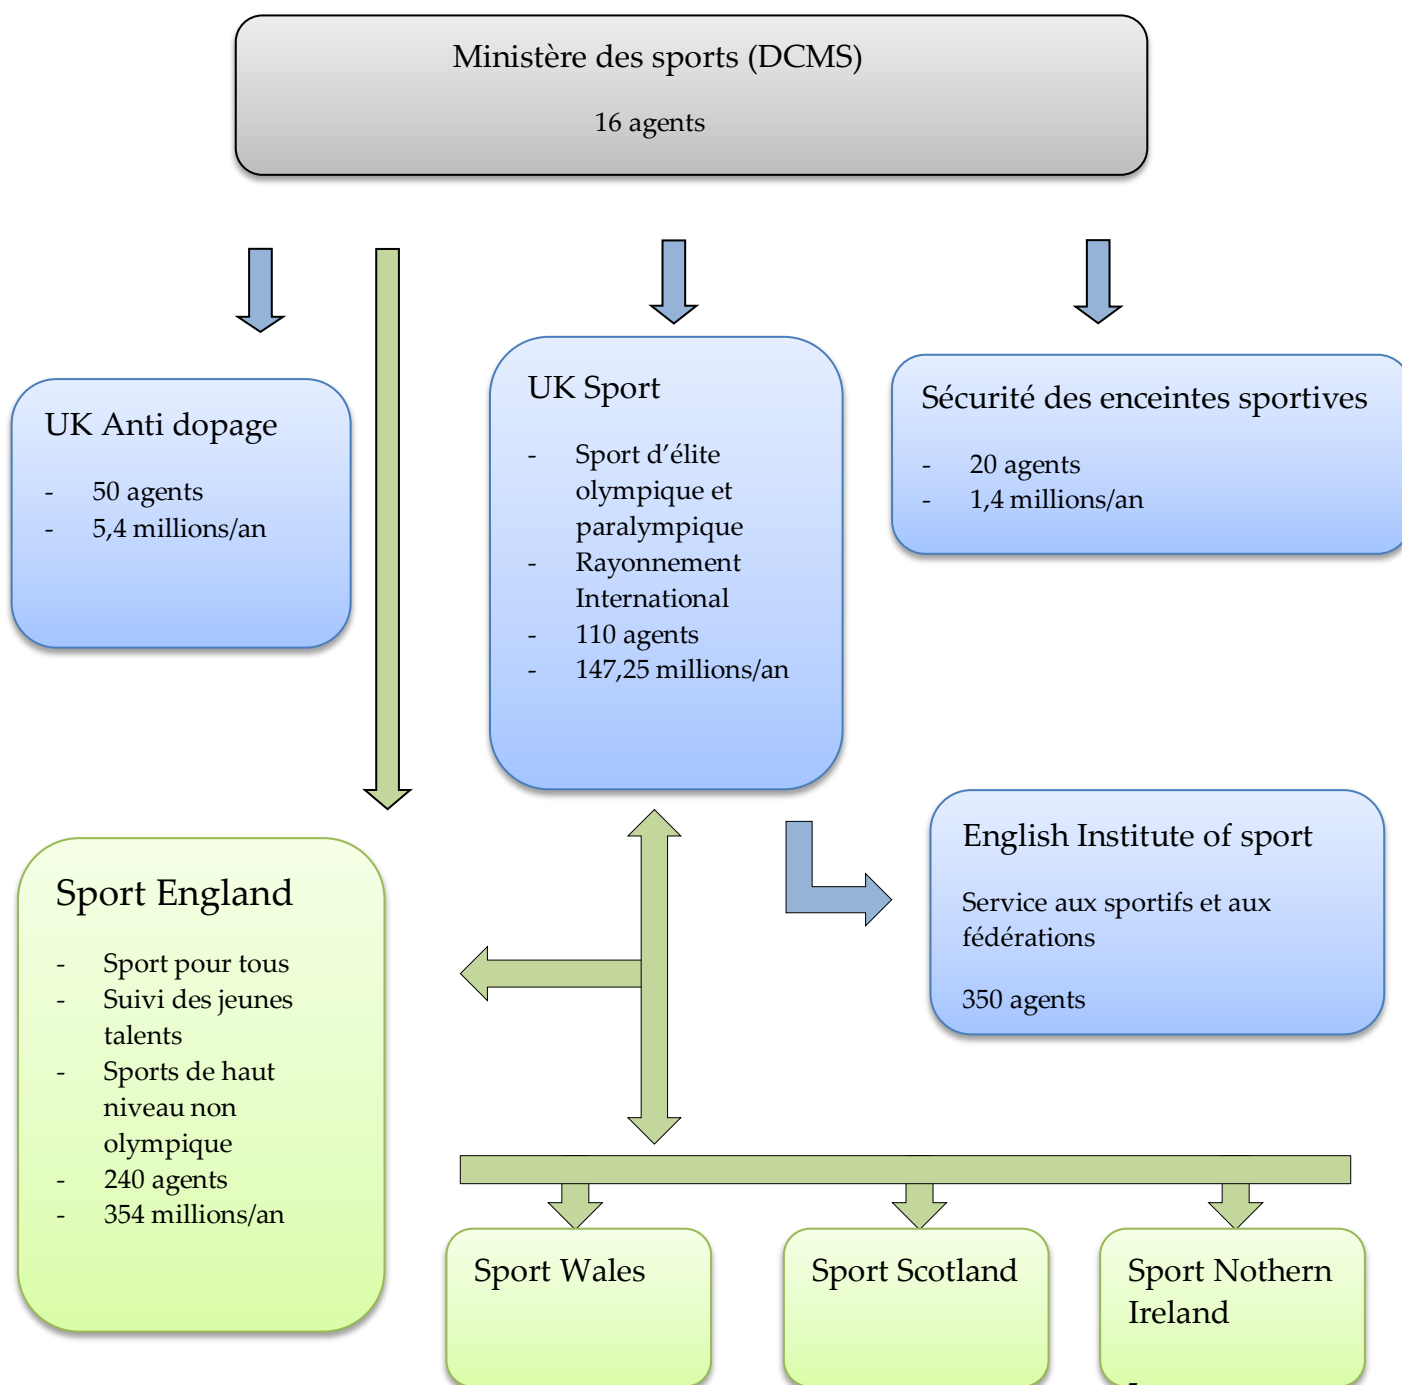 Ministère des sports (DCMS)
16 agents
UK Anti dopage
- 50 agents
- 5,4 millions/an
UK Sport
- Sport d’élite
olympique et
paralympique
- Rayonnement
International
- 110 agents
- 147,25 millions/an
Sécurité des enceintes sportives
- 20 agents
- 1,4 millions/an
English Institute of sport
Service aux sportifs et aux
fédérations
350 agents
Sport England
- Sport pour tous
- Suivi des jeunes
talents
- Sports de haut
niveau non
olympique
- 240 agents
- 354 millions/an
Sport Wales
Sport Scotland
Sport Nothern
Ireland